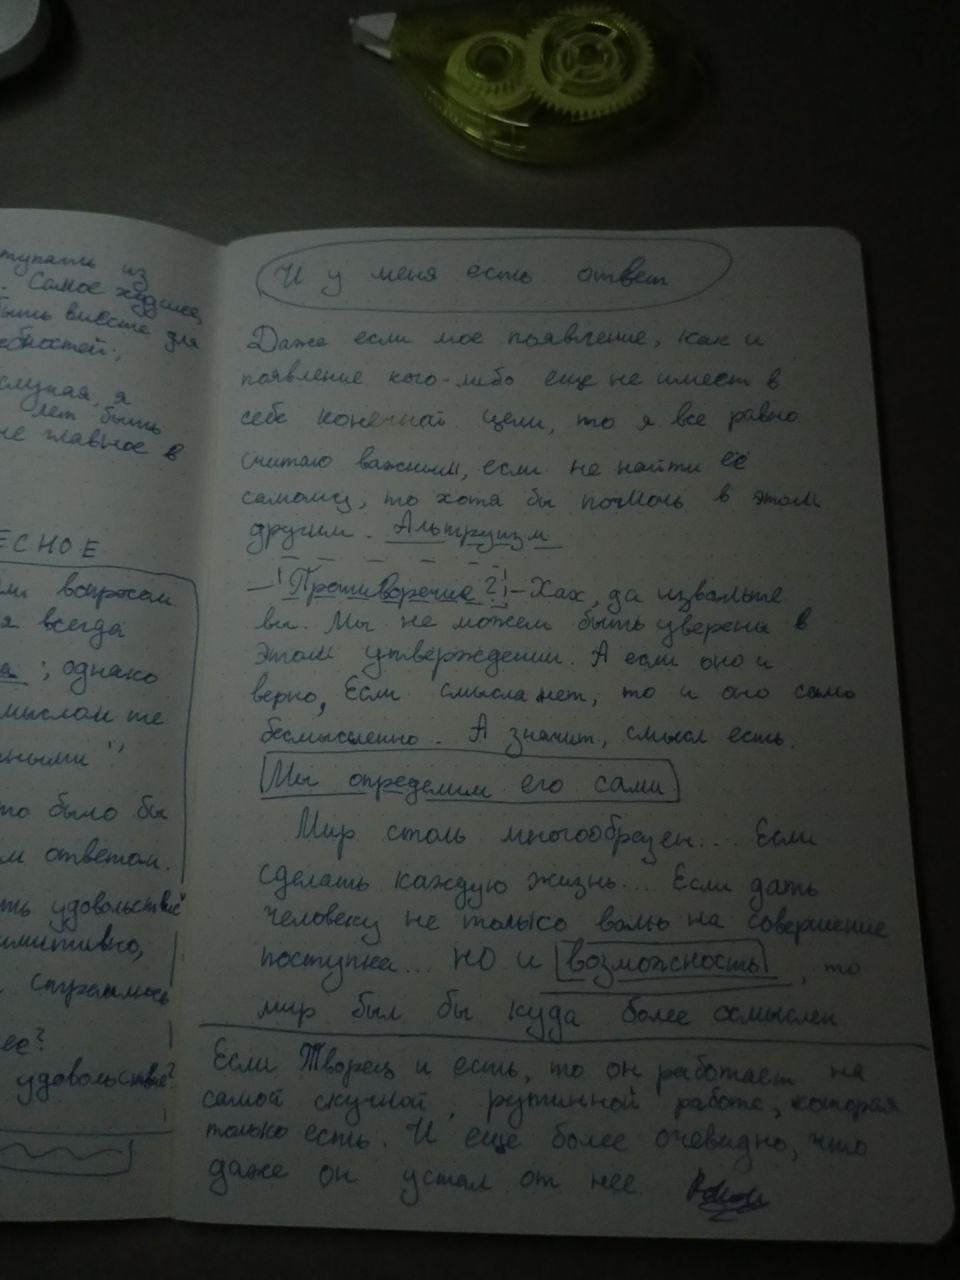 тупать из
. Самое худшее,
быть вместе для
ебностей;
случая, я
лет быть
не главное в
ЕСНОЕ
ми вопросом
я всегда
а; однако
мыслом те
ными";
то было бы
м ответом.
ть удовольствие"
имитивно,
. стремлюсь
ее?
удовольствие?
И у меня есть ответ
Даже если мое появление, как и
появление кого-либо еще не имеет в
себе конечной цели, то я все равно
считаю важным, если не найти её
самому, то хотя бы помочь в этом
другим. Альтруизм
— Противоречие? — Хах, да извольте
вы. Мы не можем быть уверены в
этом утверждении. А если оно и
верно, Если смысла нет, то и оно само
бесмысленно. А значит, смысл есть.
Мы определим его сами
Мир столь многообразен... Если
сделать каждую жизнь... Если дать
человеку не только волю на совершение
поступка... но и возможность, то
мир был бы куда более осмыслен
Если Творец и есть, то он работает на
самой скучной, рутинной работе, которая
только есть. И еще более очевидно, что
даже он устал от нее